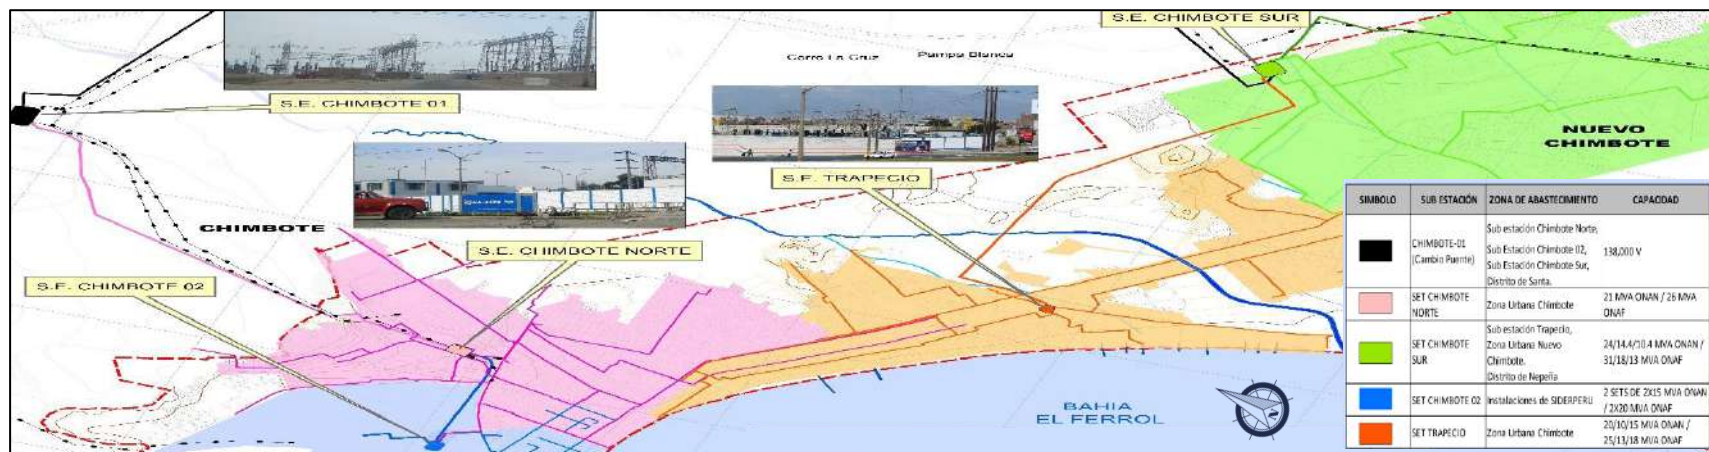 S.E. CHIMBOTE SUR
Cerro La Cruz
Pampa Blanca
S.E. CHIMBOTE 01
NUEVO
CHIMBOTE
S.E. TRAPECIO
CHIMBOTE
S.E. CHIMBOTE NORTE
S.E. CHIMBOTE 02
BAHIA
EL FERROL
SIMBOLO SUB ESTACIÓN ZONA DE ABASTECIMIENTO CAPACIDAD
CHIMBOTE-01
(Cambio Puente)
Sub estación Chimbote Norte,
Sub Estación Chimbote 02,
Sub Estación Chimbote Sur,
Distrito de Santa.
138,000 V
SET CHIMBOTE
NORTE
Zona Urbana Chimbote
21 MVA ONAN / 26 MVA
ONAF
SET CHIMBOTE
SUR
Sub estación Trapecio,
Zona Urbana Nuevo
Chimbote.
Distrito de Nepeña
24/14.4/10.4 MVA ONAN /
31/18/13 MVA ONAF
SET CHIMBOTE 02
Instalaciones de SIDERPERU
2 SETS DE 2X15 MVA ONAN
/ 2X20 MVA ONAF
SET TRAPECIO
Zona Urbana Chimbote
20/10/15 MVA ONAN /
25/13/18 MVA ONAF